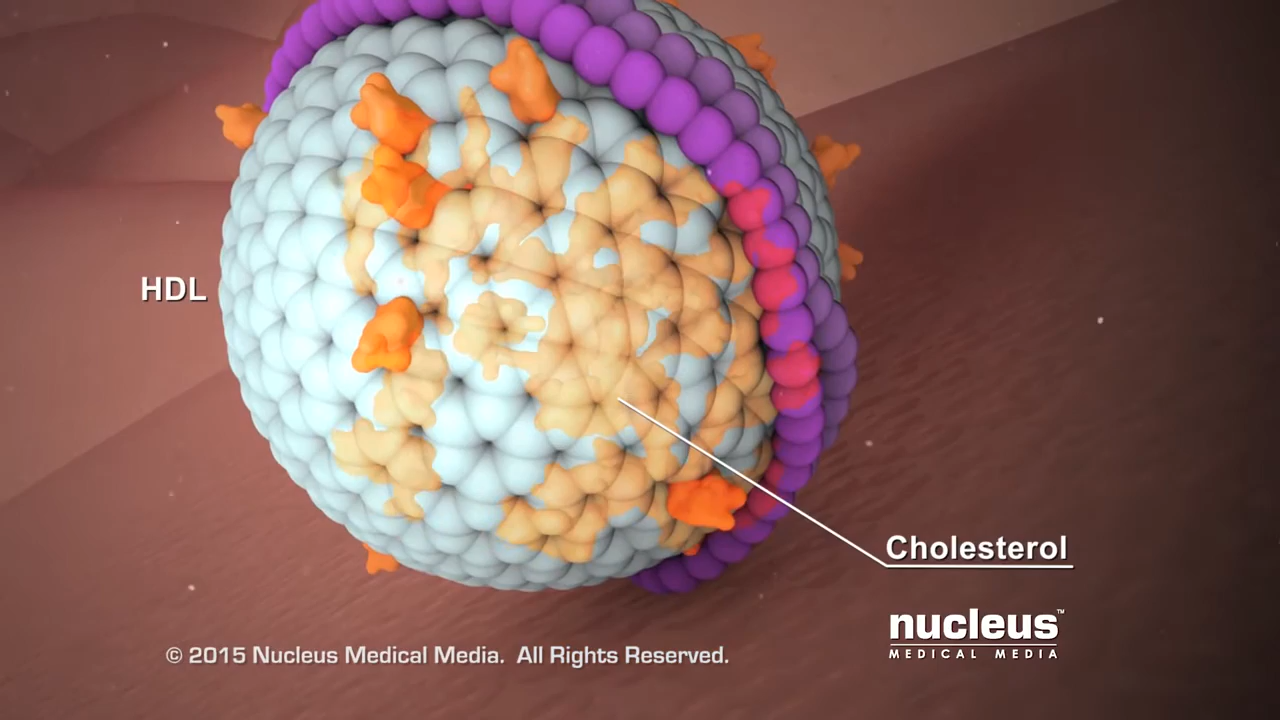 HDL
Cholesterol
nucleus™
MEDICAL MEDIA
© 2015 Nucleus Medical Media. All Rights Reserved.